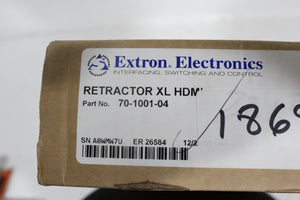 Extron Electronics
INTERFACING, SWITCHING AND CONTROL
RETRACTOR XL HDMI
Part No. 70-1001-04
SN A0WMW7U ER 26584 12/2
186